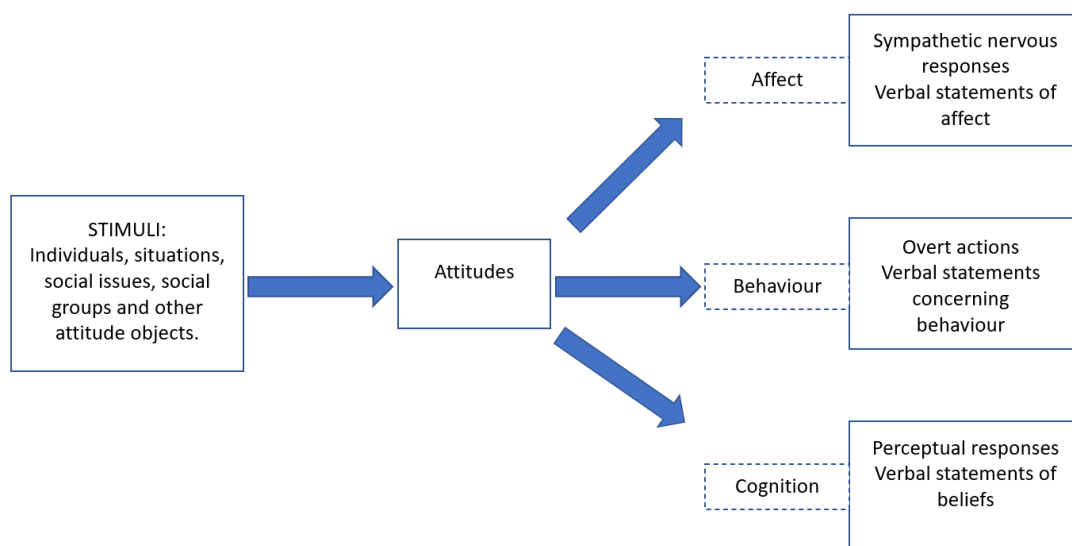 STIMULI:
Individuals, situations,
social issues, social
groups and other
attitude objects.
Attitudes
Affect
Sympathetic nervous
responses
Verbal statements of
affect
Behaviour
Overt actions
Verbal statements
concerning
behaviour
Cognition
Perceptual responses
Verbal statements of
beliefs